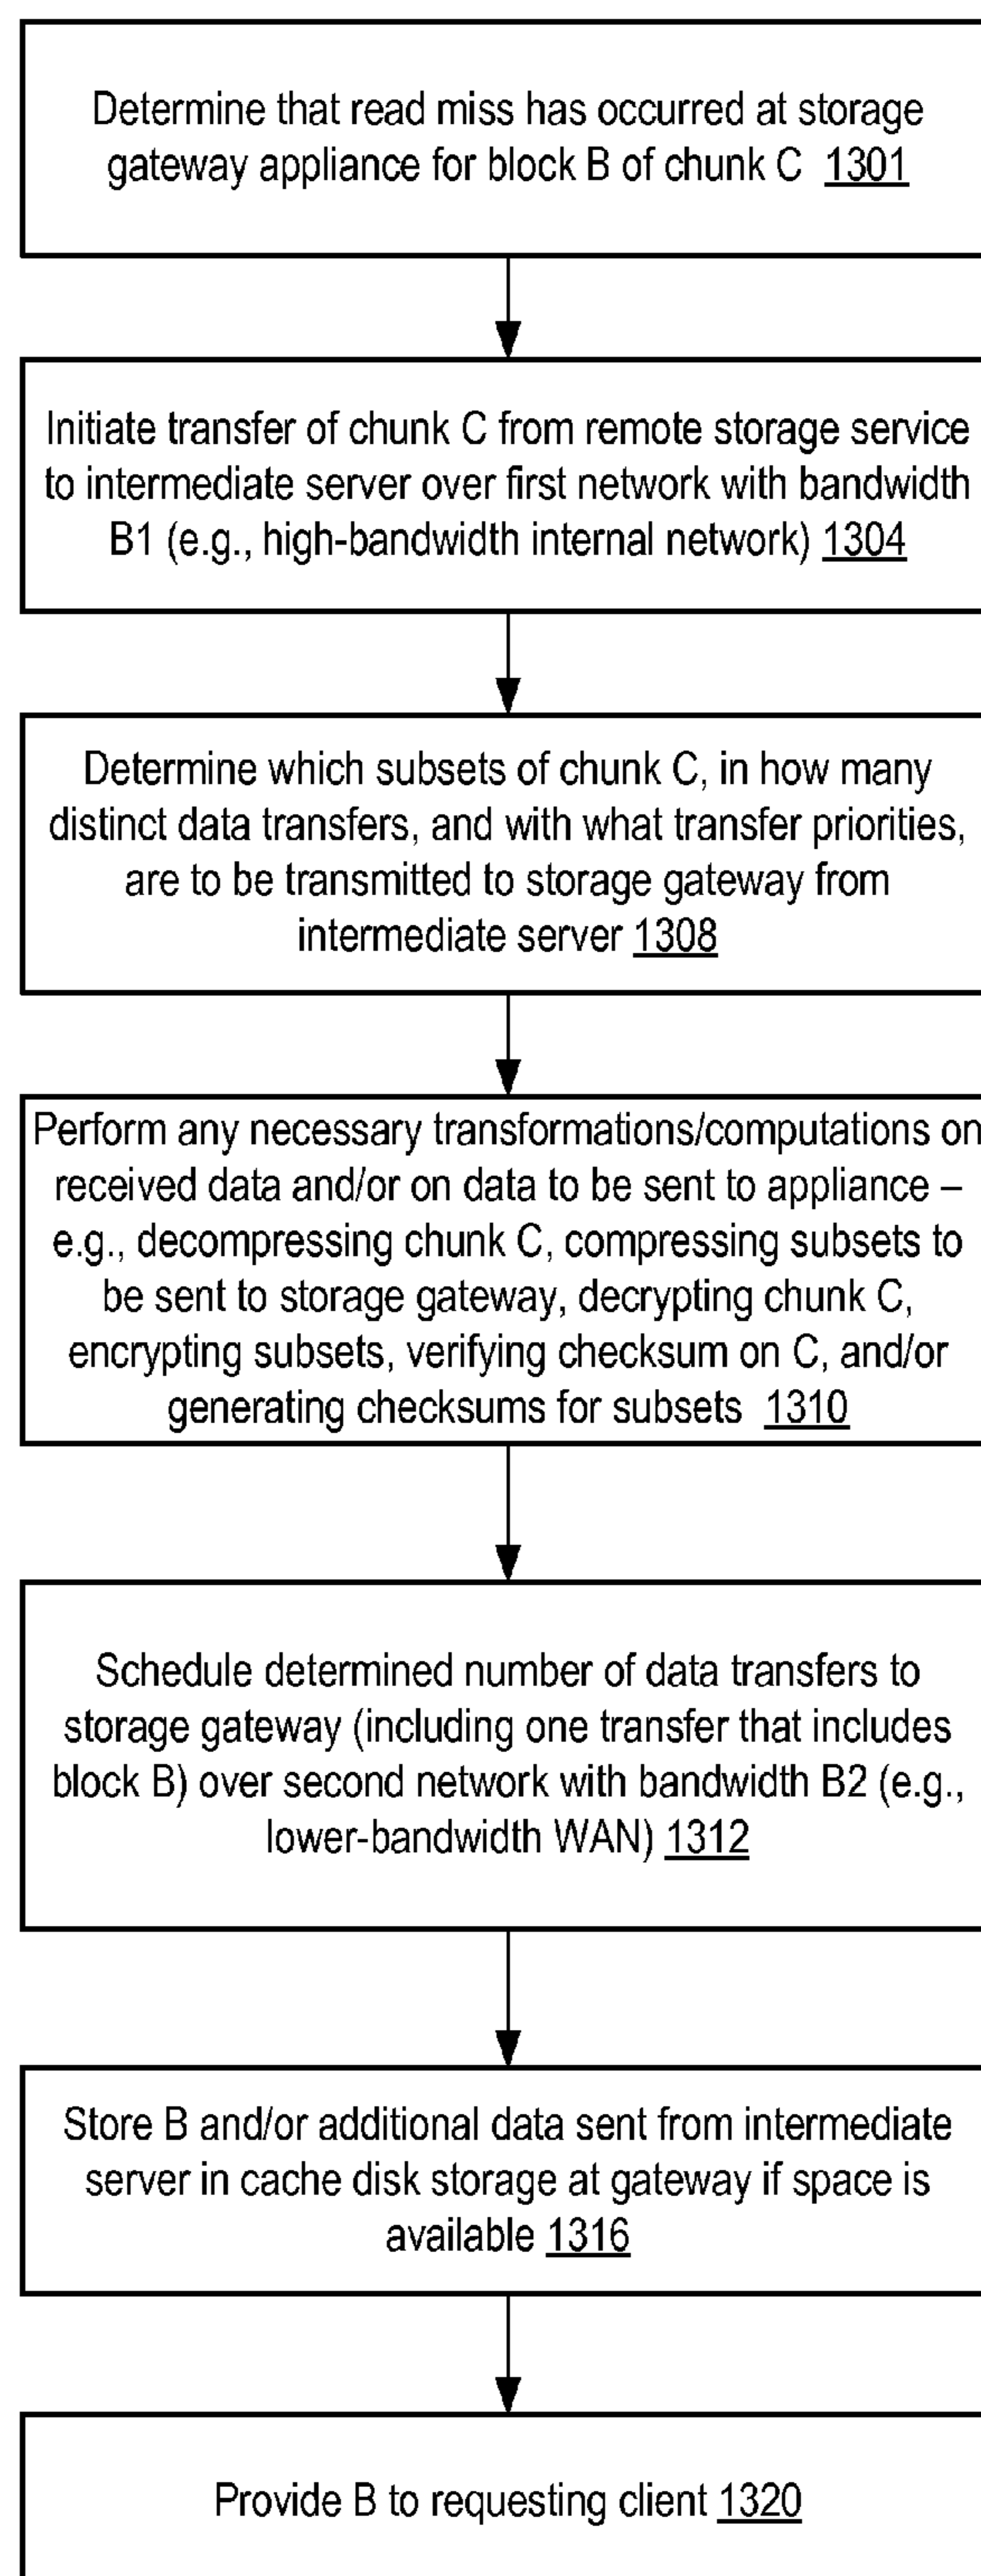 Determine that read miss has occurred at storage
gateway appliance for block B of chunk C 1301
Initiate transfer of chunk C from remote storage service
to intermediate server over first network with bandwidth
B1 (e.g., high-bandwidth internal network) 1304
Determine which subsets of chunk C, in how many
distinct data transfers, and with what transfer priorities,
are to be transmitted to storage gateway from
intermediate server 1308
Perform any necessary transformations/computations on
received data and/or on data to be sent to appliance –
e.g., decompressing chunk C, compressing subsets to
be sent to storage gateway, decrypting chunk C,
encrypting subsets, verifying checksum on C, and/or
generating checksums for subsets 1310
Schedule determined number of data transfers to
storage gateway (including one transfer that includes
block B) over second network with bandwidth B2 (e.g.,
lower-bandwidth WAN) 1312
Store B and/or additional data sent from intermediate
server in cache disk storage at gateway if space is
available 1316
Provide B to requesting client 1320